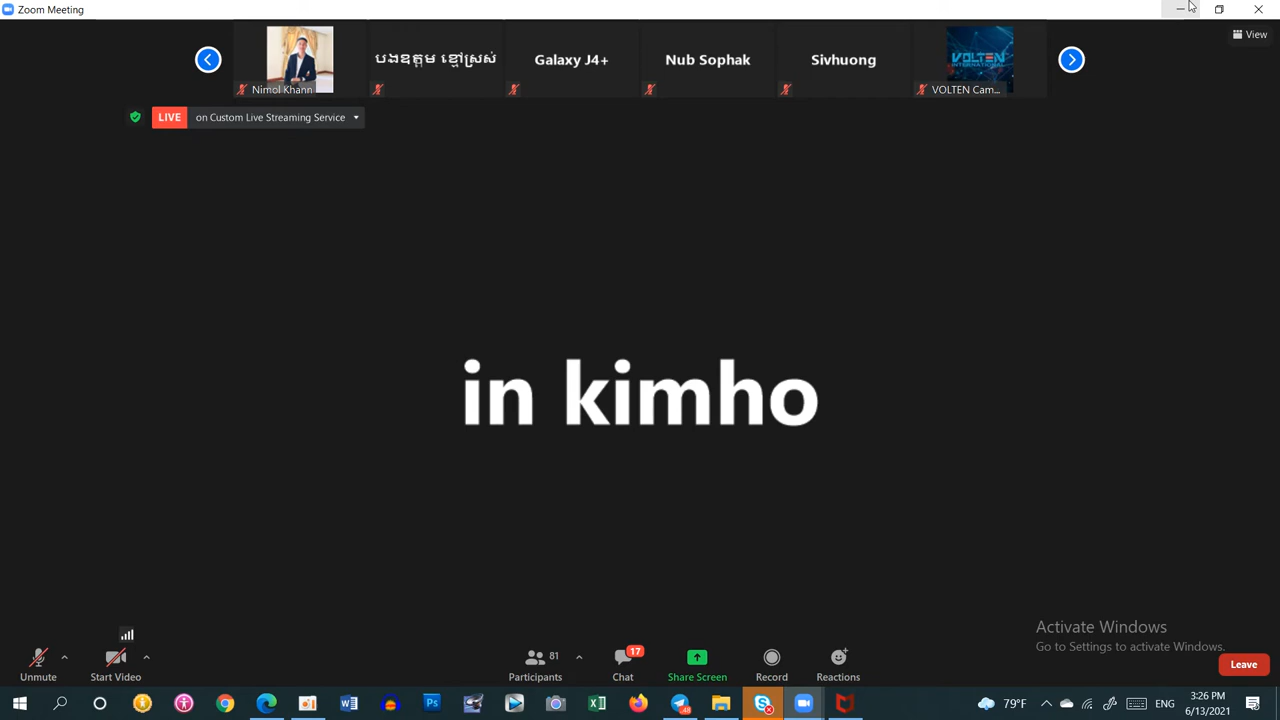 Zoom Meeting
View
Nimol Khann
បងឧត្តម ខ្មៅស្រស់
Galaxy J4+
Nub Sophak
Sivhuong
VOLTEN
INTERNATIONAL
VOLTEN Cam...
LIVE on Custom Live Streaming Service
in kimho
Activate Windows
Go to Settings to activate Windows.
Unmute
Start Video
81
Participants
17
Chat
Share Screen
Record
Reactions
Leave
79°F
ENG
3:26 PM
6/13/2021